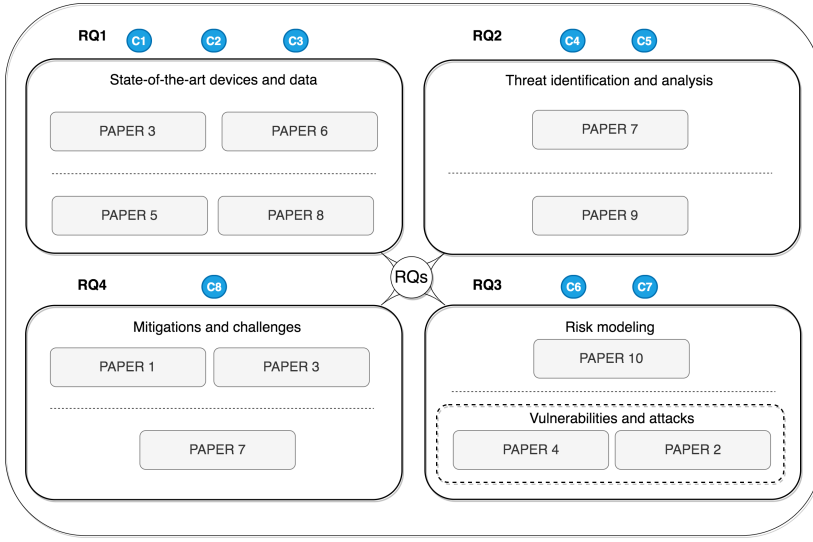 RQ1 C1 C2 C3
State-of-the-art devices and data
PAPER 3 PAPER 6
PAPER 5 PAPER 8
RQ2 C4 C5
Threat identification and analysis
PAPER 7
PAPER 9
RQs
RQ4 C8
Mitigations and challenges
PAPER 1 PAPER 3
PAPER 7
RQ3 C6 C7
Risk modeling
PAPER 10
Vulnerabilities and attacks
PAPER 4 PAPER 2